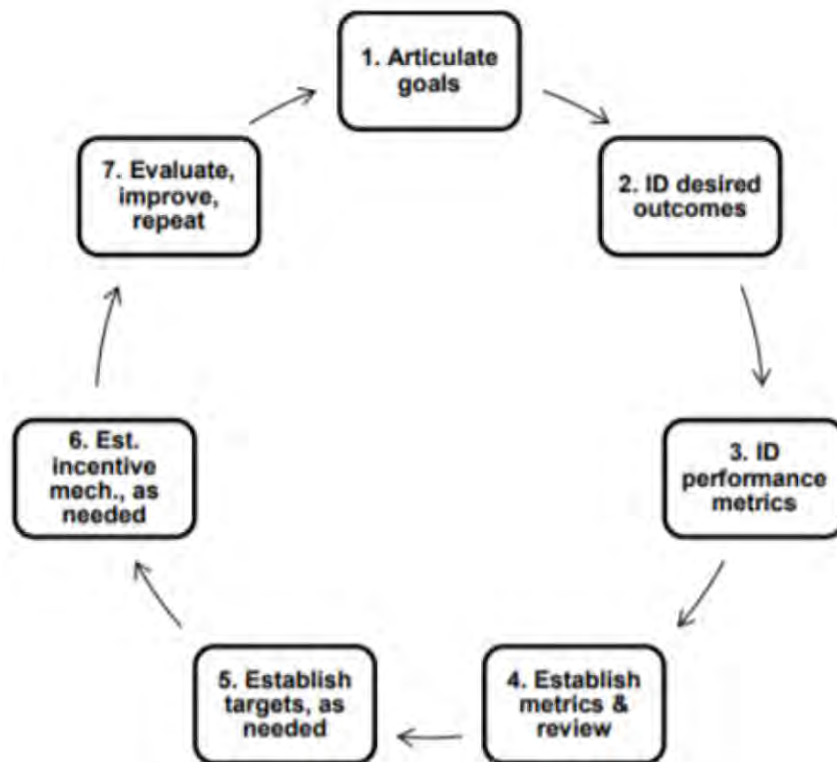 1. Articulate
goals
2. ID desired
outcomes
3. ID
performance
metrics
4. Establish
metrics &
review
5. Establish
targets, as
needed
6. Est.
incentive
mech., as
needed
7. Evaluate,
improve,
repeat